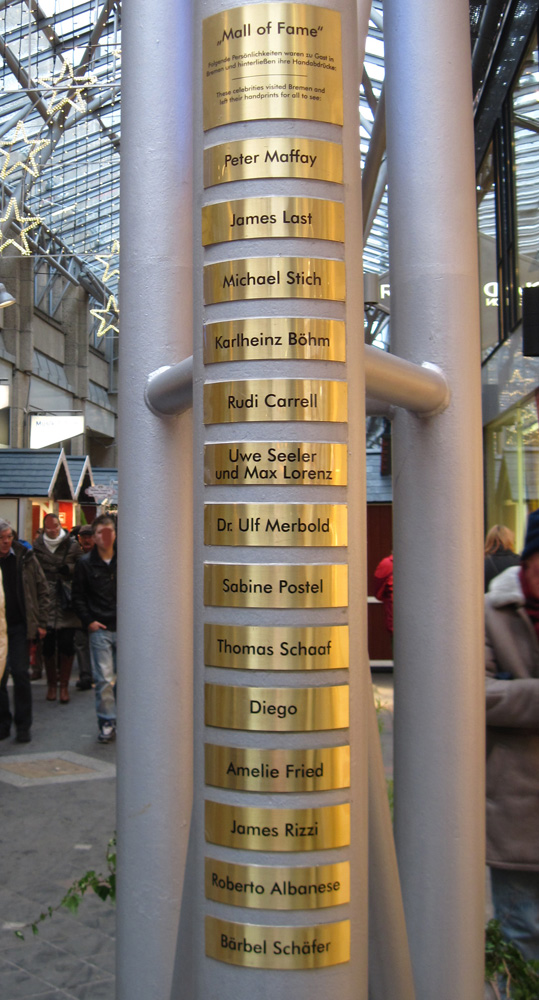 „Mall of Fame"
Folgende Persönlichkeiten waren zu Gast in
Bremen und hinterließen ihre Handabdrücke:
These celebrities visited Bremen and
left their handprints for all to see:
Peter Maffay
James Last
Michael Stich
Karlheinz Böhm
Rudi Carrell
Uwe Seeler
und Max Lorenz
Dr. Ulf Merbold
Sabine Postel
Thomas Schaaf
Diego
Amelie Fried
James Rizzi
Roberto Albanese
Bärbel Schäfer